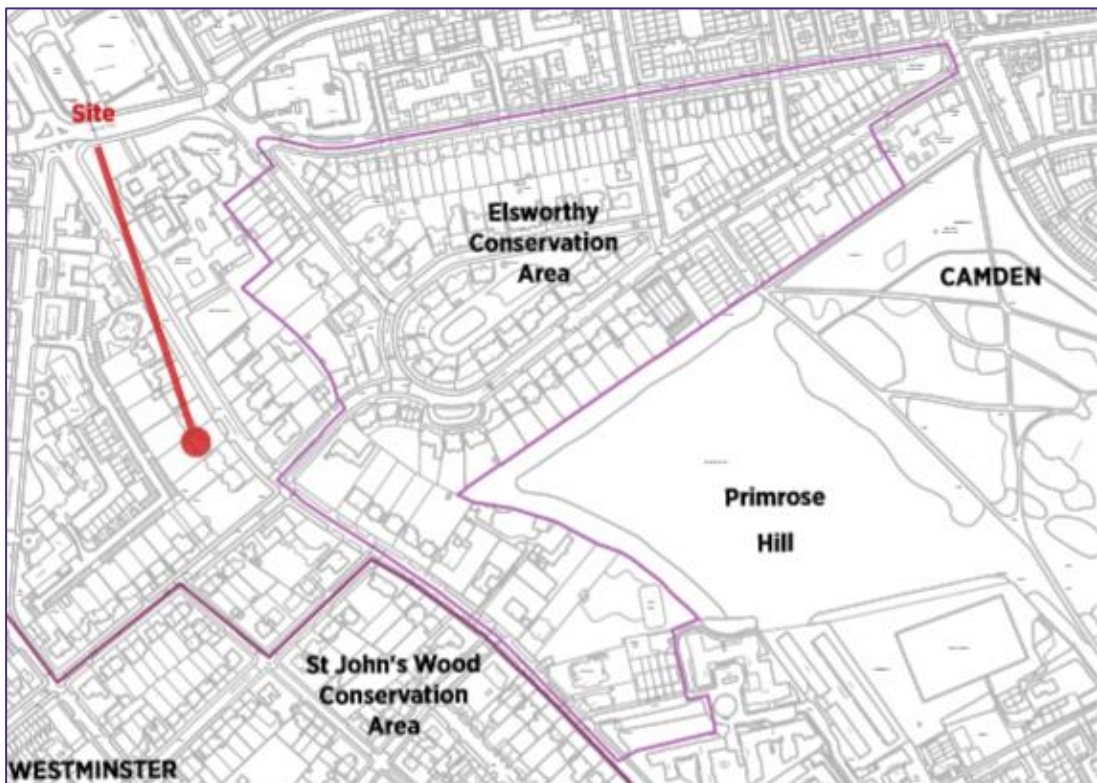 Site
Elsworthy
Conservation
Area
CAMDEN
Primrose
Hill
St John's Wood
Conservation
Area
WESTMINSTER